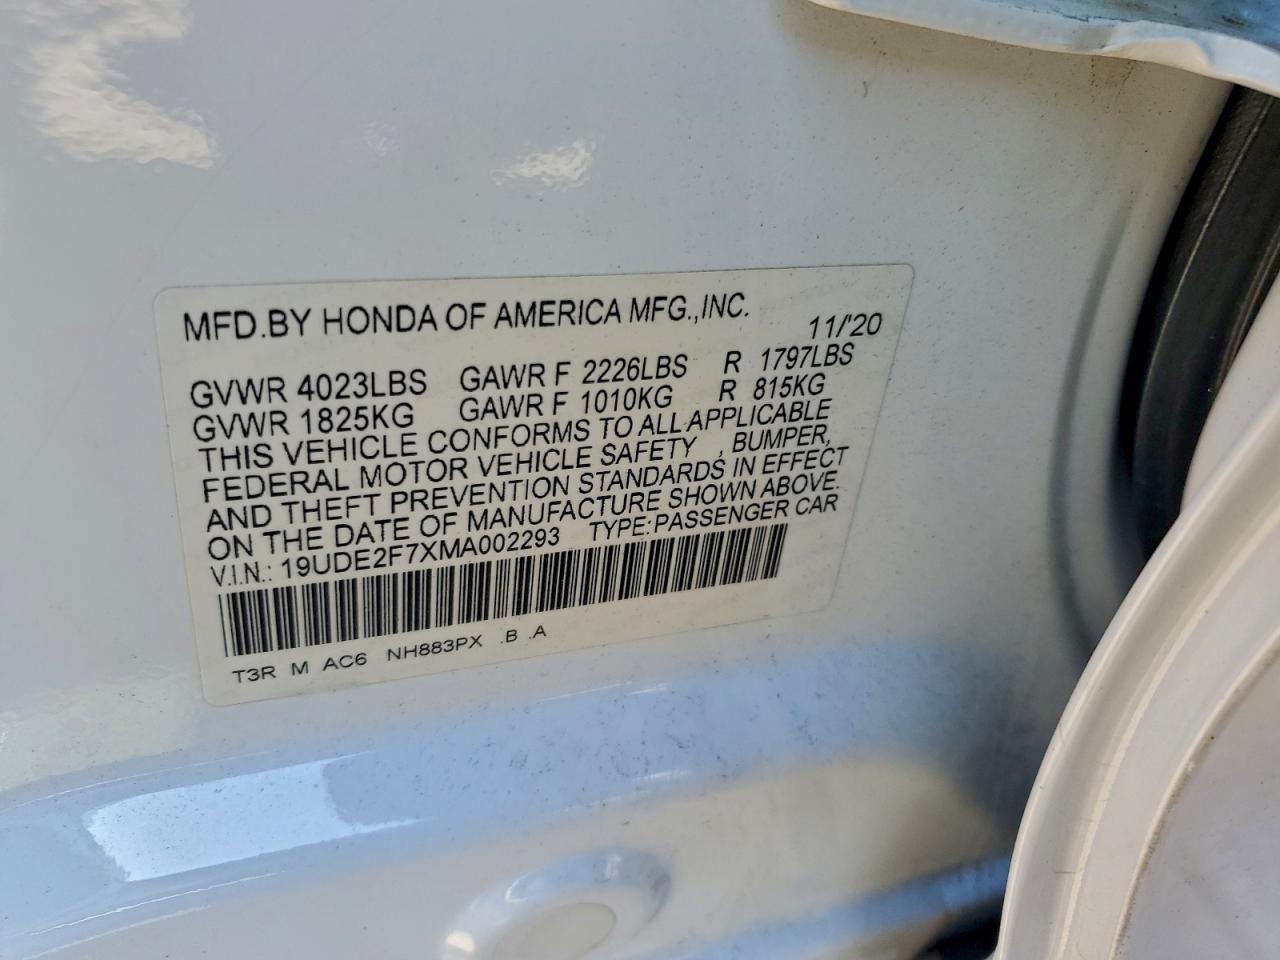 MFD.BY HONDA OF AMERICA MFG.,INC. 11/'20
GVWR 4023LBS GAWR F 2226LBS R 1797LBS
GVWR 1825KG GAWR F 1010KG R 815KG
THIS VEHICLE CONFORMS TO ALL APPLICABLE
FEDERAL MOTOR VEHICLE SAFETY , BUMPER,
AND THEFT PREVENTION STANDARDS IN EFFECT
ON THE DATE OF MANUFACTURE SHOWN ABOVE.
V.I.N.: 19UDE2F7XMA002293 TYPE:PASSENGER CAR
T3R M AC6 NH883PX .B .A